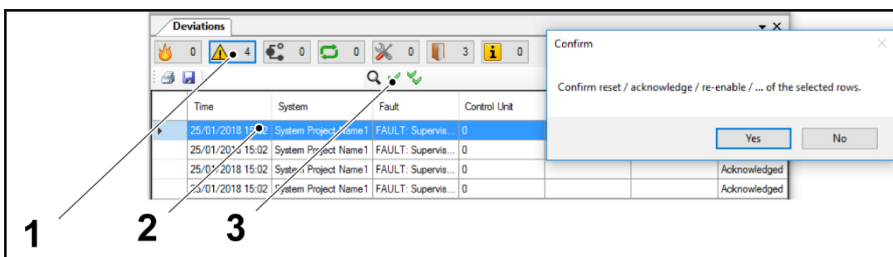 Deviations
0 4 0 0 0 3 0
Time System Fault Control Unit
25/01/2018 15:02 System Project Name1 FAULT: Supervis... 0
25/01/2018 15:02 System Project Name1 FAULT: Supervis... 0
25/01/2018 15:02 System Project Name1 FAULT: Supervis... 0 Acknowledged
25/01/2018 15:02 System Project Name1 FAULT: Supervis... 0 Acknowledged
Confirm
Confirm reset / acknowledge / re-enable / ... of the selected rows.
Yes No
1 2 3